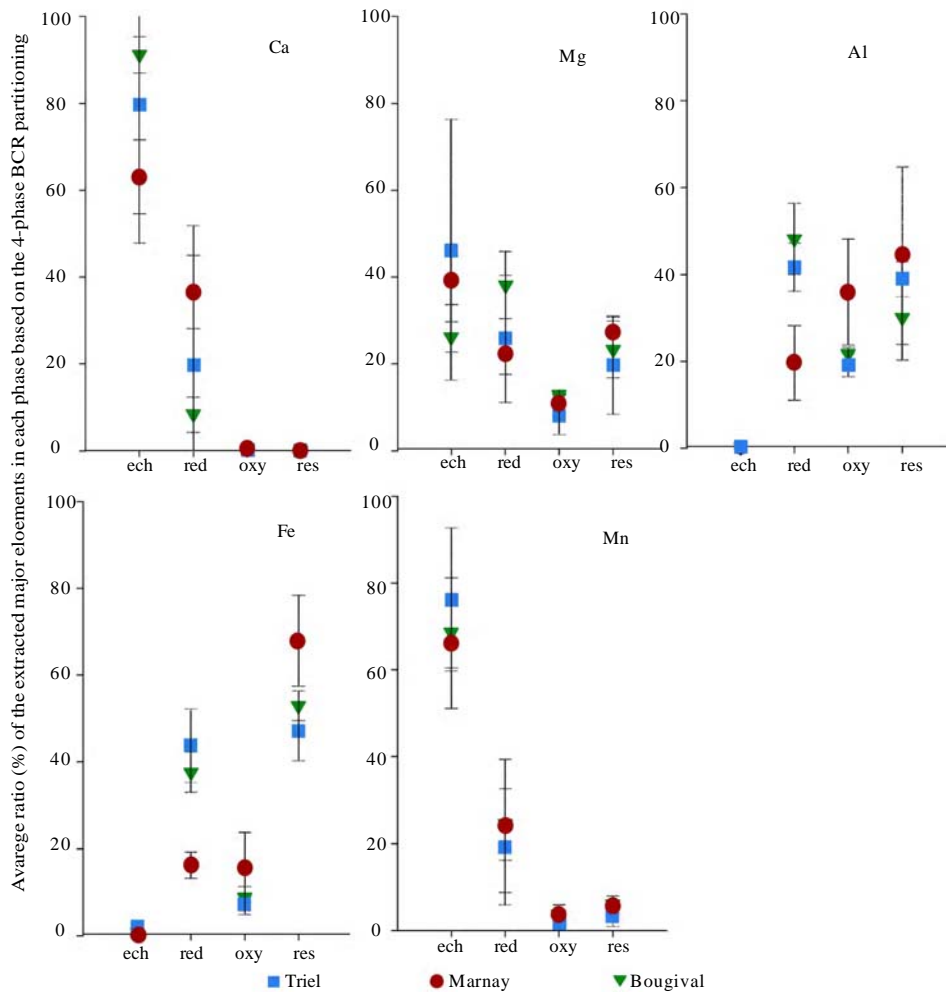 Avarege ratio (%) of the extracted major eloements in each phase based on the 4-phase BCR partitioning
100
80
60
40
20
0
Ca
ech red oxy res
80
60
40
20
0
Mg
ech red oxy res
100
80
60
40
20
0
Al
ech red oxy res
100
80
60
40
20
0
Fe
ech red oxy res
100
80
60
40
20
0
Mn
ech red oxy res
Triel Marnay Bougival